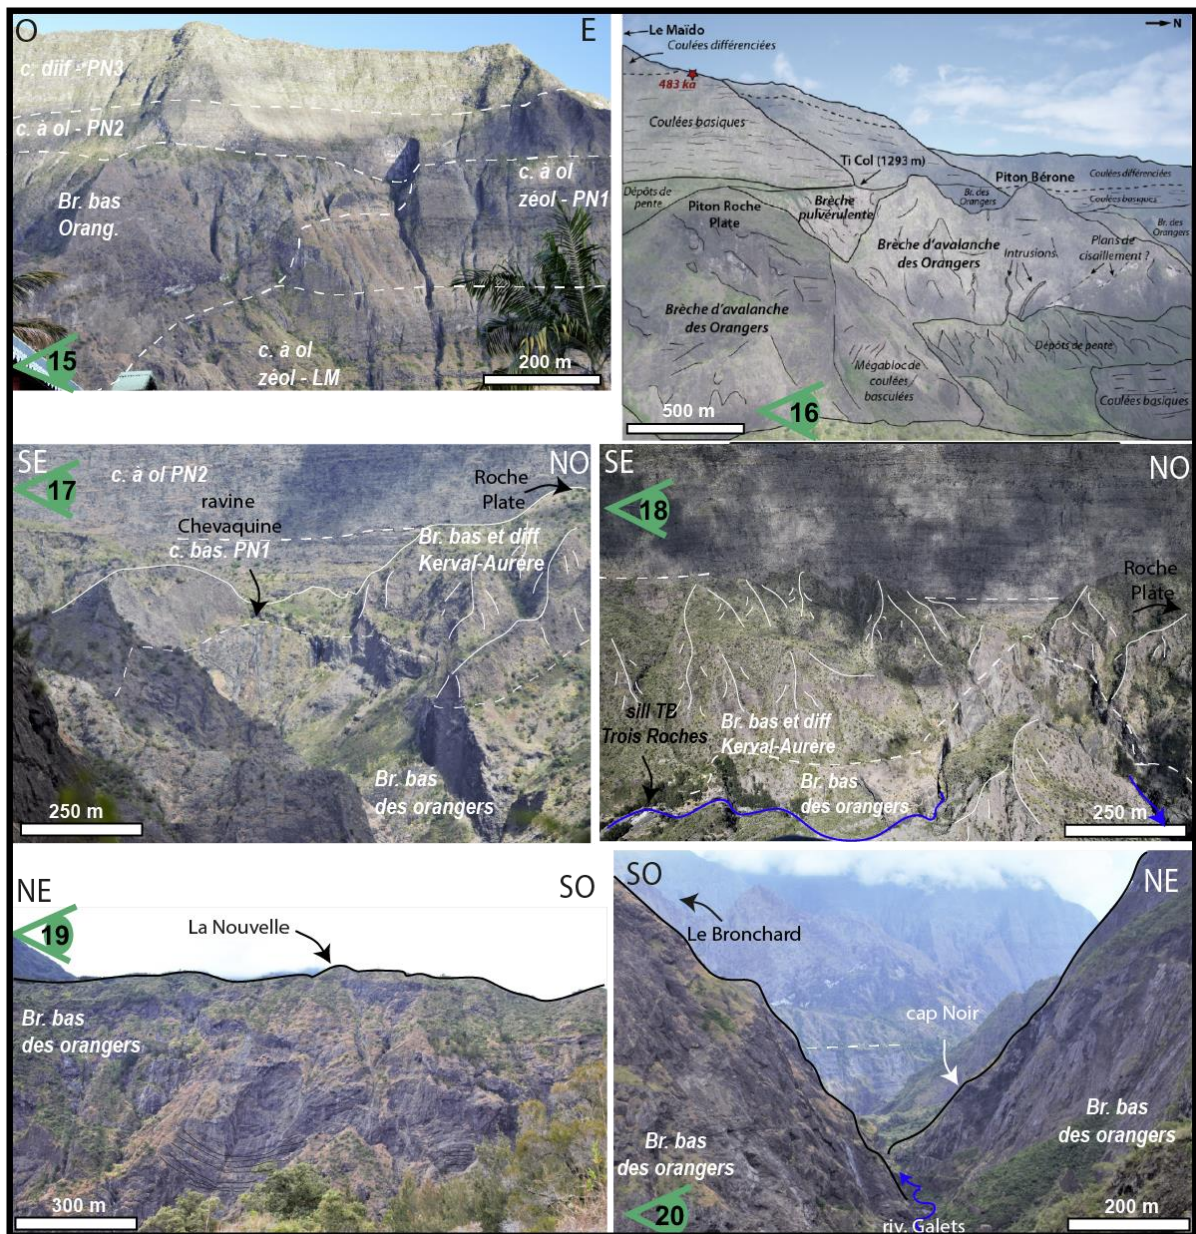 O
E
c. diif - PN3
c. à ol - PN2
Br. bas
Orang.
c. à ol
zéol - PN1
c. à ol
zèol - LM
15
200 m
N
Le Maïdo
Coulées différenciées
483 ka
Coulées basiques
Ti Col (1293 m)
Piton Bérone
Coulées différenciées
Dépôts de
pente
Piton Roche
Plate
Brèche
pulvérulente
Br. des
Orangers
Coulées basiques
Br. des
Orangers
Brèche d'avalanche
des Orangers
Intrusions
Plans de
cisaillement ?
Brèche d'avalanche
des Orangers
Dépôts de pente
Mégabloc de
coulées
basculées
Coulées basiques
500 m
16
SE
NO
c. à ol PN2
17
ravine
Chevaquine
c. bas. PN1
Roche
Plate
Br. bas et diff
Kerval-Aurère
Br. bas
des orangers
250 m
SE
NO
18
Roche
Plate
sill TB
Trois Roches
Br. bas et diff
Kerval-Aurere
Br. bas
des orangers
250 m
NE
SO
19
La Nouvelle
Br. bas
des orangers
300 m
SO
NE
Le Bronchard
cap Noir
Br. bas
des orangers
Br. bas
des orangers
20
riv. Galets
200 m